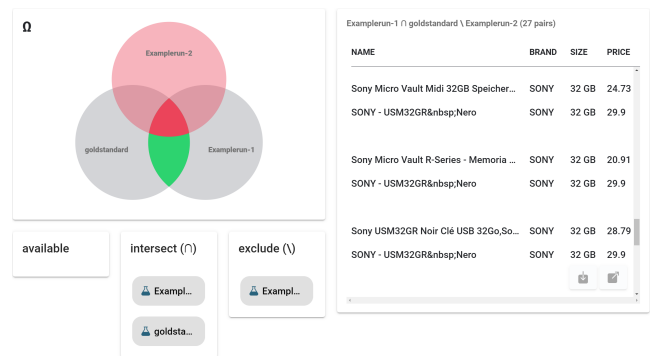 Ω
Examplerun-2
goldstandard
Examplerun-1
available
intersect (∩)
Exampl...
goldsta...
exclude (\)
Exampl...
Examplerun-1 ∩ goldstandard \ Examplerun-2 (27 pairs)
NAME BRAND SIZE PRICE
Sony Micro Vault Midi 32GB Speicher... SONY 32 GB 24.73
SONY - USM32GR&nbsp;Nero SONY 32 GB 29.9
Sony Micro Vault R-Series - Memoria ... SONY 32 GB 20.91
SONY - USM32GR&nbsp;Nero SONY 32 GB 29.9
Sony USM32GR Noir Clé USB 32Go,So... SONY 32 GB 28.79
SONY - USM32GR&nbsp;Nero SONY 32 GB 29.9